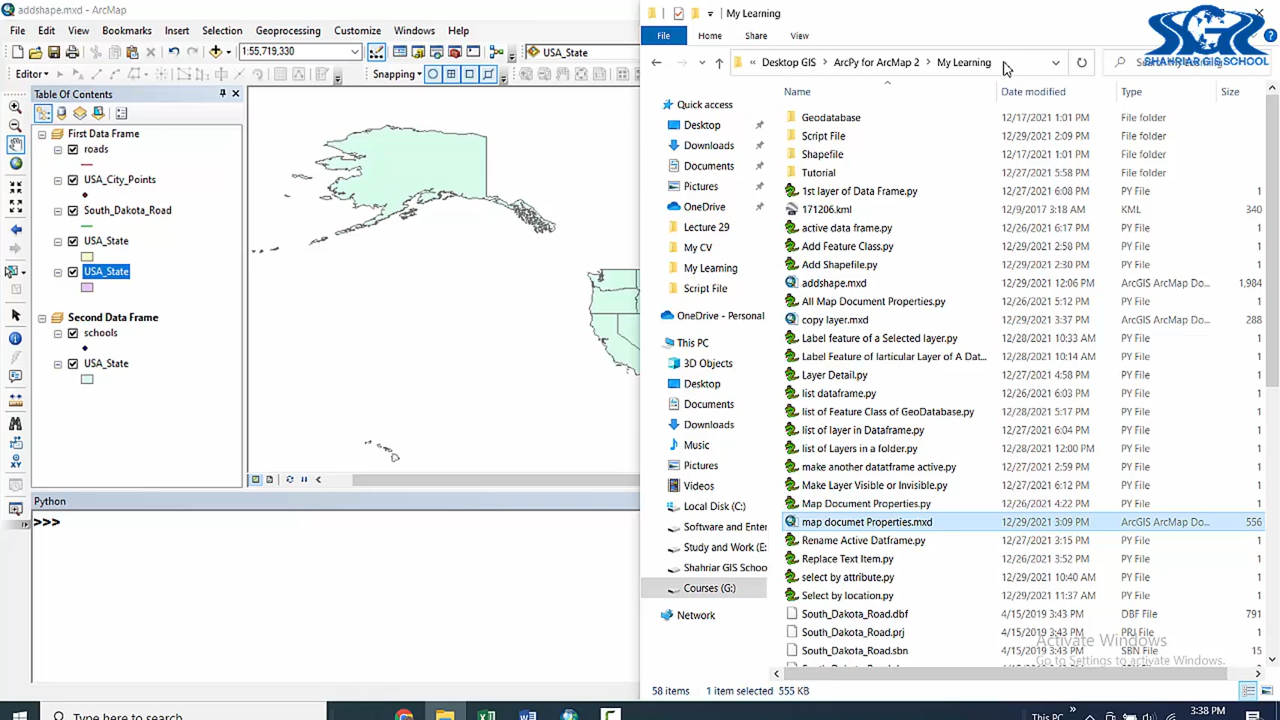 addshape.mxd - ArcMap
File Edit View Bookmarks Insert Selection Geoprocessing Customize Windows Help
1:55,719,330
USA_State
Editor
Snapping
Table Of Contents
First Data Frame
roads
USA_City_Points
South_Dakota_Road
USA_State
USA_State
Second Data Frame
schools
USA_State
Python
>>>
My Learning
File Home Share View
« Desktop GIS › ArcPy for ArcMap 2 › My Learning
SHAHRIAR GIS SCHOOL
Name Date modified Type Size
Quick access
Desktop
Downloads
Documents
Pictures
OneDrive
Lecture 29
My CV
My Learning
Script File
OneDrive - Personal
This PC
3D Objects
Desktop
Documents
Downloads
Music
Pictures
Videos
Local Disk (C:)
Software and Enter
Study and Work (E:
Shahriar GIS Schoo
Courses (G:)
Network
Geodatabase 12/17/2021 1:01 PM File folder
Script File 12/29/2021 2:09 PM File folder
Shapefile 12/17/2021 1:01 PM File folder
Tutorial 12/27/2021 5:58 PM File folder
1st layer of Data Frame.py 12/27/2021 6:08 PM PY File 1
171206.kml 12/9/2017 3:18 AM KML 340
active data frame.py 12/26/2021 6:17 PM PY File 1
Add Feature Class.py 12/29/2021 2:58 PM PY File 1
Add Shapefile.py 12/29/2021 2:30 PM PY File 1
addshape.mxd 12/29/2021 12:06 PM ArcGIS ArcMap Do... 1,984
All Map Document Properties.py 12/26/2021 5:12 PM PY File 1
copy layer.mxd 12/29/2021 3:37 PM ArcGIS ArcMap Do... 288
Label feature of a Selected layer.py 12/28/2021 10:33 AM PY File 1
Label Feature of larticular Layer of A Dat... 12/28/2021 10:14 AM PY File 1
Layer Detail.py 12/27/2021 4:58 PM PY File 1
list dataframe.py 12/26/2021 6:03 PM PY File 1
list of Feature Class of GeoDatabase.py 12/28/2021 5:17 PM PY File 1
list of layer in Dataframe.py 12/27/2021 6:04 PM PY File 1
list of Layers in a folder.py 12/28/2021 12:00 PM PY File 1
make another datatframe active.py 12/27/2021 2:59 PM PY File 1
Make Layer Visible or Invisible.py 12/27/2021 6:12 PM PY File 1
Map Document Properties.py 12/26/2021 4:22 PM PY File 1
map documet Properties.mxd 12/29/2021 3:09 PM ArcGIS ArcMap Do... 556
Rename Active Datframe.py 12/27/2021 3:15 PM PY File 1
Replace Text Item.py 12/26/2021 3:52 PM PY File 1
select by attribute.py 12/29/2021 10:40 AM PY File 1
Select by location.py 12/29/2021 11:37 AM PY File 1
South_Dakota_Road.dbf 4/15/2019 3:43 PM DBF File 791
South_Dakota_Road.prj 4/15/2019 3:43 PM PRJ File 1
South_Dakota_Road.sbn 4/15/2019 3:43 PM SBN File 15
Activate Windows
Go to Settings to activate Windows.
58 items 1 item selected 555 KB
Type here to search
This PC
3:38 PM